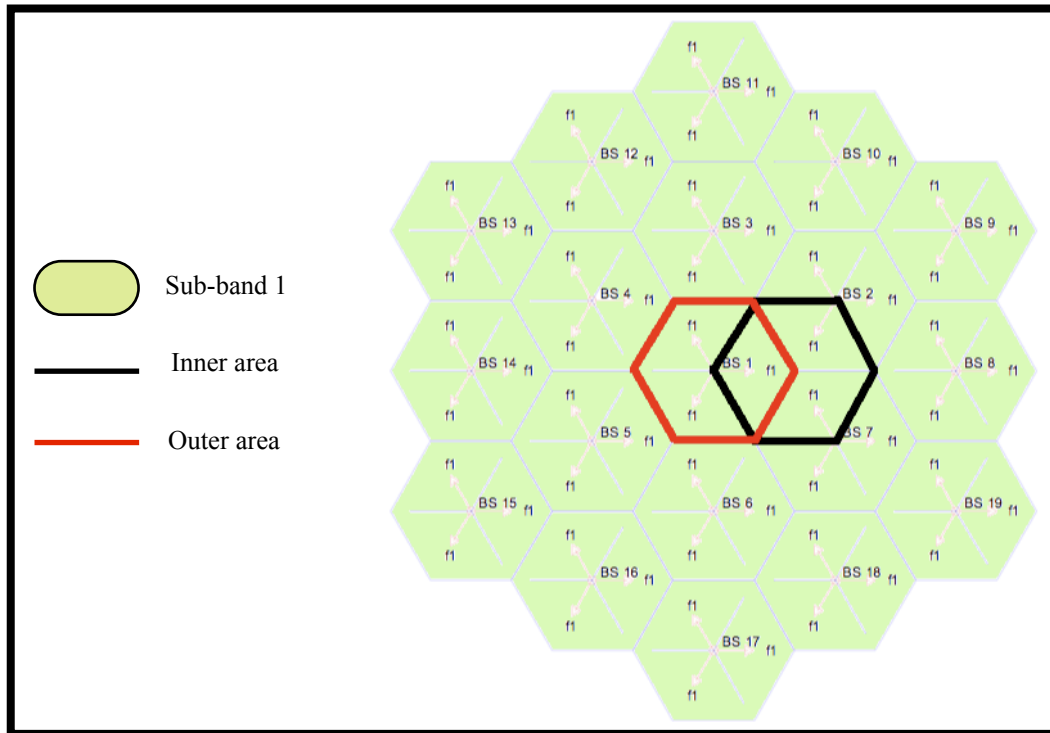 f1
BS 11 f1
f1
f1 f1
BS 12 f1 BS 10 f1
f1 f1
f1 f1 f1
BS 13 f1 BS 3 f1 BS 9 f1
f1 f1 f1
f1 f1
Sub-band 1
BS 4 f1 BS 2 f1
f1 f1
f1 f1 f1
Inner area
BS 14 f1 BS 1 f1 BS 8 f1
f1 f1 f1
f1 f1
Outer area
BS 5 f1 BS 7 f1
f1 f1
f1 f1 f1
BS 15 f1 BS 6 f1 BS 19 f1
f1 f1 f1
f1 f1
BS 16 f1 BS 18 f1
f1 f1
f1
BS 17 f1
f1